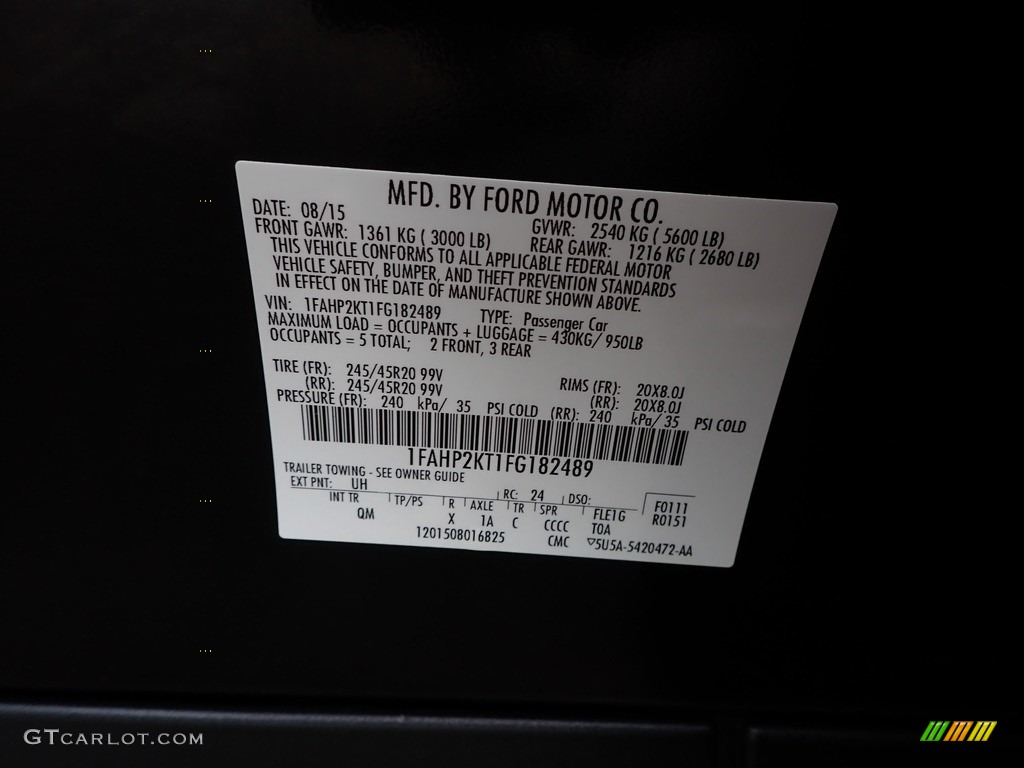 MFD. BY FORD MOTOR CO.
DATE: 08/15 GVWR: 2540 KG ( 5600 LB)
FRONT GAWR: 1361 KG ( 3000 LB) REAR GAWR: 1216 KG ( 2680 LB)
THIS VEHICLE CONFORMS TO ALL APPLICABLE FEDERAL MOTOR
VEHICLE SAFETY, BUMPER, AND THEFT PREVENTION STANDARDS
IN EFFECT ON THE DATE OF MANUFACTURE SHOWN ABOVE.
VIN: 1FAHP2KT1FG182489 TYPE: Passenger Car
MAXIMUM LOAD = OCCUPANTS + LUGGAGE = 430KG/ 950LB
OCCUPANTS = 5 TOTAL; 2 FRONT, 3 REAR
TIRE (FR): 245/45R20 99V RIMS (FR): 20X8.0J
(RR): 245/45R20 99V (RR): 20X8.0J
PRESSURE (FR): 240 kPa/ 35 PSI COLD (RR): 240 kPa/ 35 PSI COLD
1FAHP2KT1FG182489
TRAILER TOWING - SEE OWNER GUIDE
EXT PNT: UH RC: 24 DSO: F0111
INT TR TP/PS R AXLE TR SPR FLE1G R0151
QM X 1A C CCCC TOA
1201508016825 CMC 5U5A-5420472-AA
GTCARLOT.COM